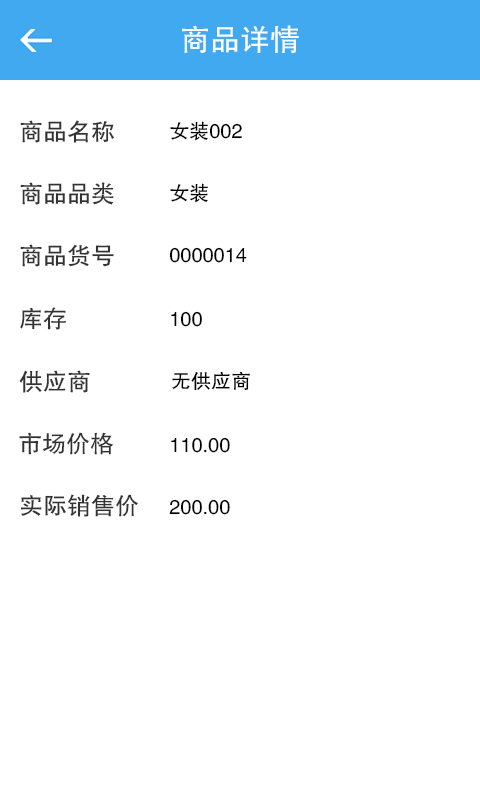 商品详情
商品名称 女装002
商品品类 女装
商品货号 0000014
库存 100
供应商 无供应商
市场价格 110.00
实际销售价 200.00